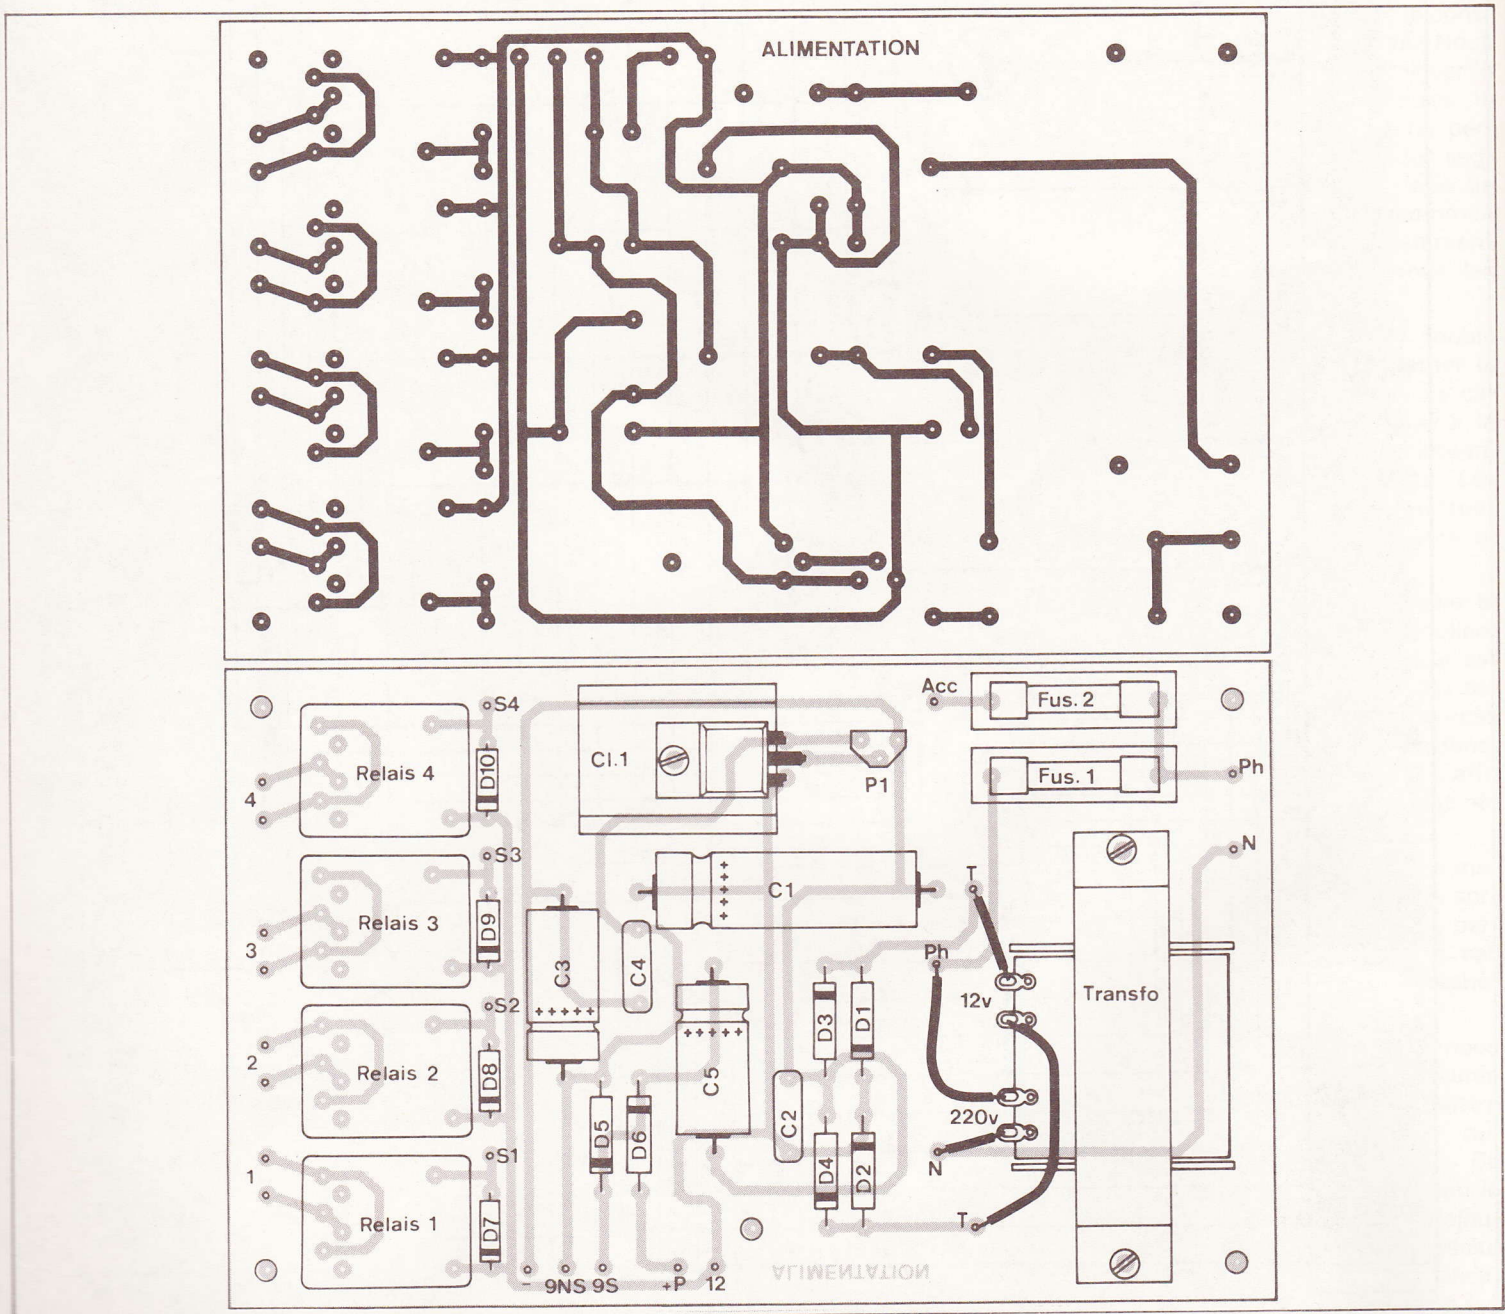 ALIMENTATION
Acc
Fus. 2
S4
Relais 4
D10
CI.1
P1
Fus. 1
Ph
4
N
S3
Relais 3
D9
C1
T
3
C3
C4
Ph
12v
Transfo
S2
D3
D1
2
Relais 2
D8
C5
220v
C2
D5
D6
D4
D2
N
S1
1
Relais 1
D7
T
-
9NS
9S
+P
12
ALIMENTATION